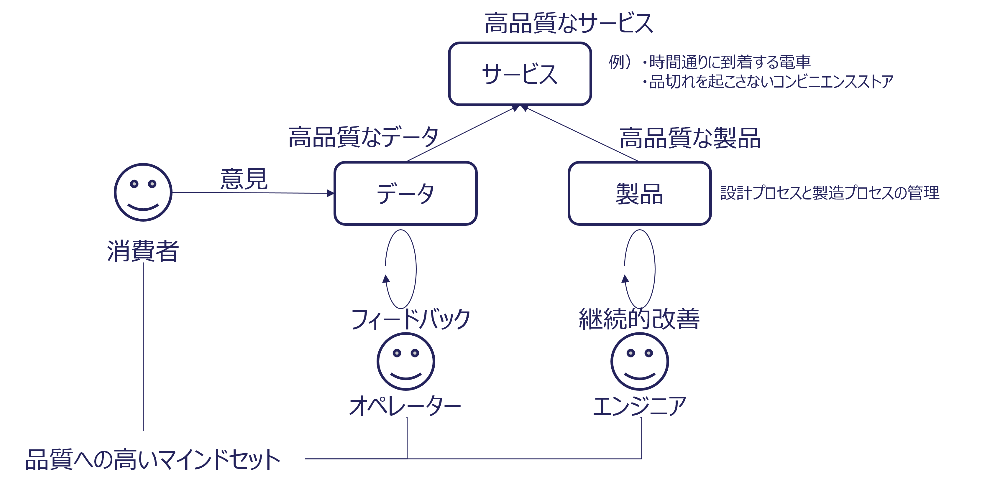 高品質なサービス
サービス
例）・時間通りに到着する電車
・品切れを起こさないコンビニエンスストア
高品質なデータ
高品質な製品
意見
データ
製品
設計プロセスと製造プロセスの管理
消費者
フィードバック
継続的改善
オペレーター
エンジニア
品質への高いマインドセット